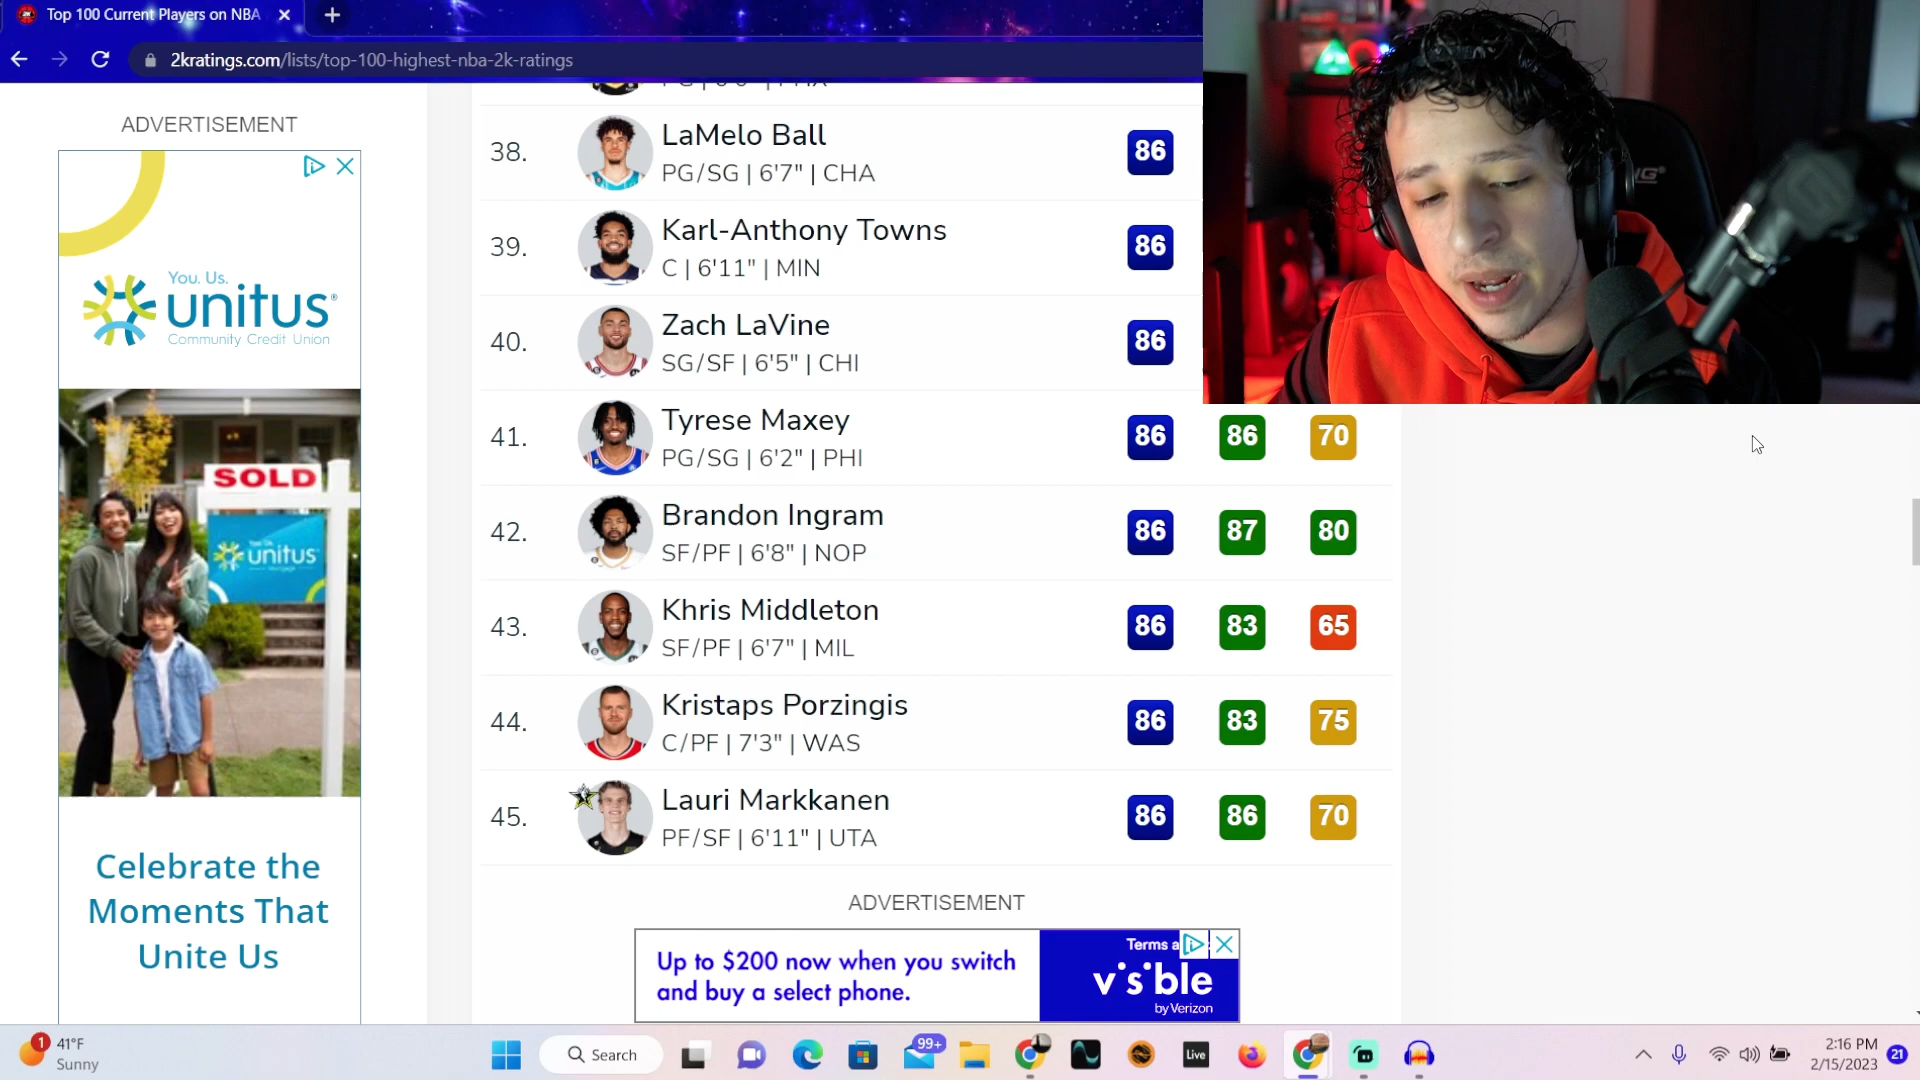 Top 100 Current Players on NBA
2kratings.com/lists/top-100-highest-nba-2k-ratings
ADVERTISEMENT
You. Us.
unitus
Community Credit Union
SOLD
unitus
Celebrate the
Moments That
Unite Us
38. LaMelo Ball 86
PG/SG | 6'7" | CHA
39. Karl-Anthony Towns 86
C | 6'11" | MIN
40. Zach LaVine 86
SG/SF | 6'5" | CHI
41. Tyrese Maxey 86 86 70
PG/SG | 6'2" | PHI
42. Brandon Ingram 86 87 80
SF/PF | 6'8" | NOP
43. Khris Middleton 86 83 65
SF/PF | 6'7" | MIL
44. Kristaps Porzingis 86 83 75
C/PF | 7'3" | WAS
45. Lauri Markkanen 86 86 70
PF/SF | 6'11" | UTA
ADVERTISEMENT
Up to $200 now when you switch
and buy a select phone.
Terms a
visible
by Verizon
1
41°F
Sunny
Search
99+
Live
2:16 PM
2/15/2023
21